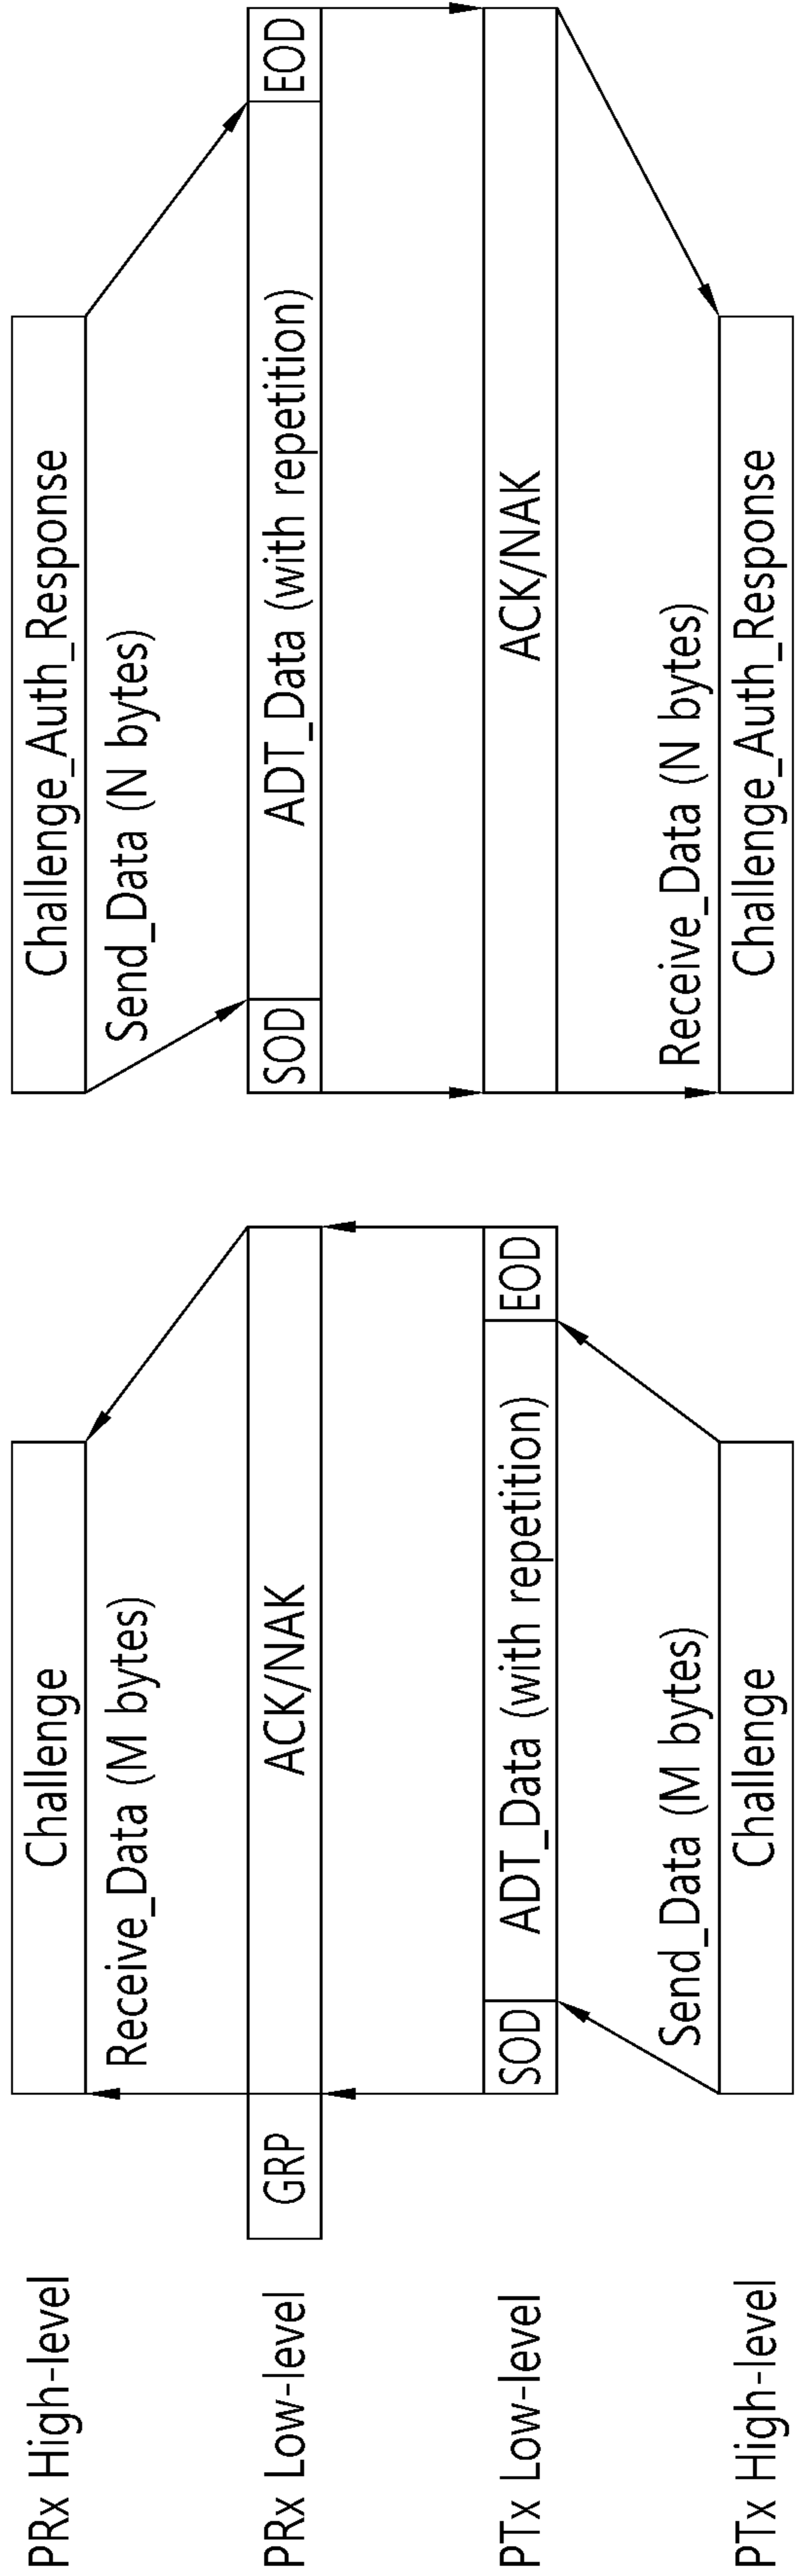 PRx High-level
Challenge
Challenge_Auth_Response
Receive_Data (M bytes)
Send_Data (N bytes)
PRx Low-level
GRP
ACK/NAK
SOD
ADT_Data (with repetition)
EOD
PTx Low-level
SOD
ADT_Data (with repetition)
EOD
ACK/NAK
Send_Data (M bytes)
Receive_Data (N bytes)
PTx High-level
Challenge
Challenge_Auth_Response